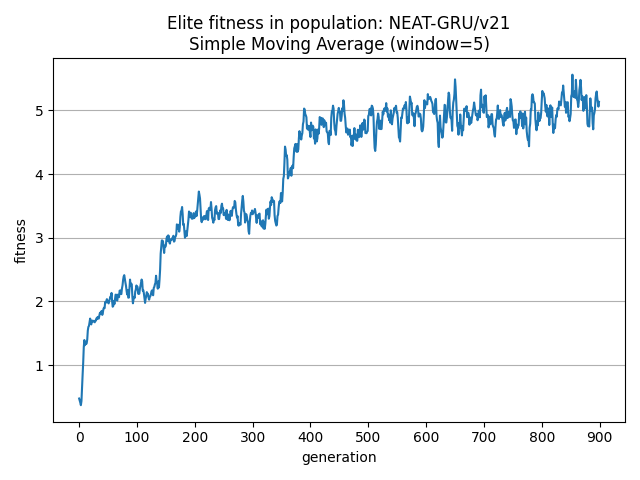 Elite fitness in population: NEAT-GRU/v21
Simple Moving Average (window=5)
fitness
5
4
3
2
1
0 100 200 300 400 500 600 700 800 900
generation